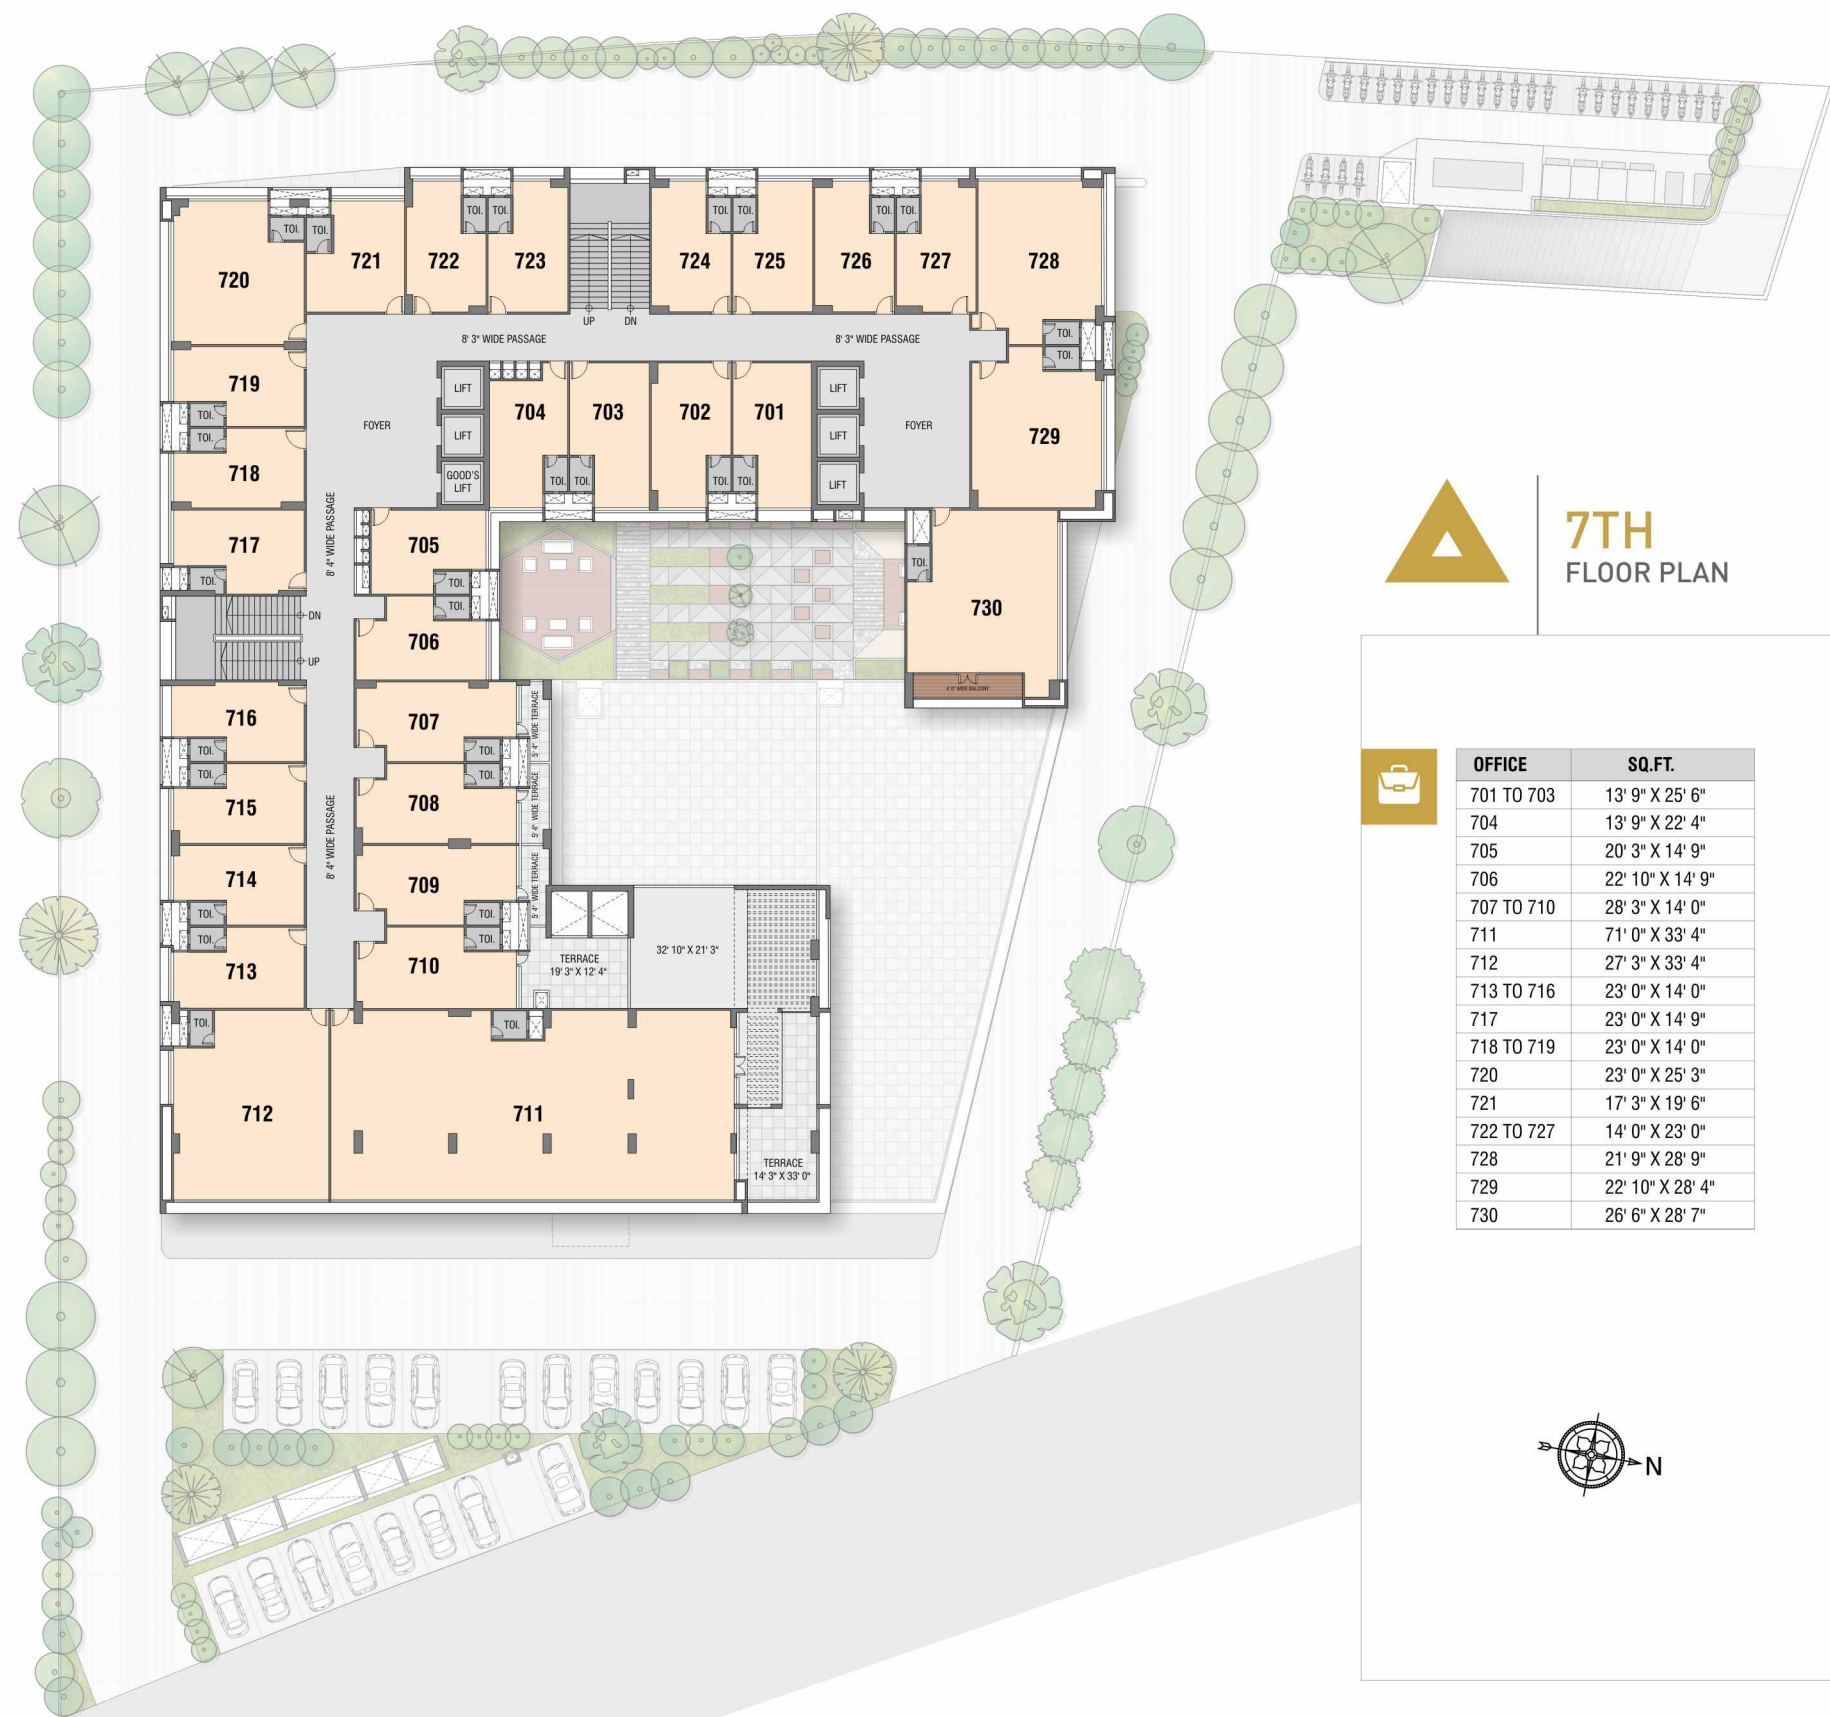 TOI.
TOI.
TOI.
TOI.
TOI.
TOI.
TOI.
TOI.
720
721
722
723
724
725
726
727
728
UP
DN
8' 3" WIDE PASSAGE
8' 3" WIDE PASSAGE
TOI.
TOI.
719
TOI.
TOI.
718
FOYER
LIFT
LIFT
GOOD'S
LIFT
704
703
702
701
TOI.
TOI.
TOI.
TOI.
LIFT
LIFT
LIFT
FOYER
729
8' 4" WIDE PASSAGE
717
TOI.
705
TOI.
TOI.
706
TOI.
730
4' 0" WIDE BALCONY
DN
UP
716
TOI.
TOI.
715
707
TOI.
TOI.
708
5' 4" WIDE TERRACE
5' 4" WIDE TERRACE
5' 4" WIDE TERRACE
8' 4" WIDE PASSAGE
714
TOI.
TOI.
713
709
TOI.
TOI.
710
TERRACE
19' 3" X 12' 4"
32' 10" X 21' 3"
TOI.
TOI.
712
711
TERRACE
14' 3" X 33' 0"
7TH
FLOOR PLAN
OFFICE SQ.FT.
701 TO 703 13' 9" X 25' 6"
704 13' 9" X 22' 4"
705 20' 3" X 14' 9"
706 22' 10" X 14' 9"
707 TO 710 28' 3" X 14' 0"
711 71' 0" X 33' 4"
712 27' 3" X 33' 4"
713 TO 716 23' 0" X 14' 0"
717 23' 0" X 14' 9"
718 TO 719 23' 0" X 14' 0"
720 23' 0" X 25' 3"
721 17' 3" X 19' 6"
722 TO 727 14' 0" X 23' 0"
728 21' 9" X 28' 9"
729 22' 10" X 28' 4"
730 26' 6" X 28' 7"
N